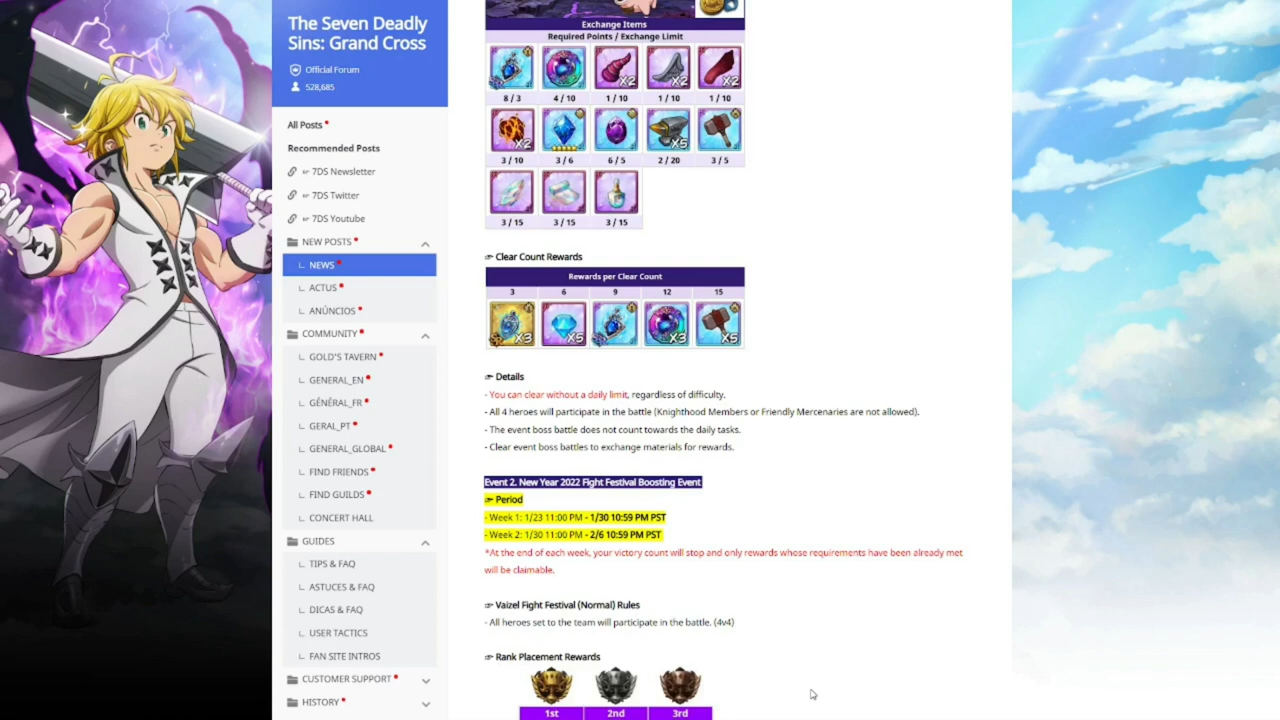 The Seven Deadly
Sins: Grand Cross
Official Forum
528,685
All Posts
Recommended Posts
☞ 7DS Newsletter
☞ 7DS Twitter
☞ 7DS Youtube
NEW POSTS
NEWS
ACTUS
ANÚNCIOS
COMMUNITY
GOLD'S TAVERN
GENERAL_EN
GÉNÉRAL_FR
GERAL_PT
GENERAL_GLOBAL
FIND FRIENDS
FIND GUILDS
CONCERT HALL
GUIDES
TIPS & FAQ
ASTUCES & FAQ
DICAS & FAQ
USER TACTICS
FAN SITE INTROS
CUSTOMER SUPPORT
HISTORY
Exchange Items
Required Points / Exchange Limit
X2 X2 X2
8 / 3 4 / 10 1 / 10 1 / 10 1 / 10
X2 X5
3 / 10 3 / 6 6 / 5 2 / 20 3 / 5
3 / 15 3 / 15 3 / 15
☞ Clear Count Rewards
Rewards per Clear Count
3 6 9 12 15
X3 X5 X3 X5
☞ Details
- You can clear without a daily limit, regardless of difficulty.
- All 4 heroes will participate in the battle (Knighthood Members or Friendly Mercenaries are not allowed).
- The event boss battle does not count towards the daily tasks.
- Clear event boss battles to exchange materials for rewards.
Event 2. New Year 2022 Fight Festival Boosting Event
☞ Period
- Week 1: 1/23 11:00 PM - 1/30 10:59 PM PST
- Week 2: 1/30 11:00 PM - 2/6 10:59 PM PST
*At the end of each week, your victory count will stop and only rewards whose requirements have been already met
will be claimable.
☞ Vaizel Fight Festival (Normal) Rules
- All heroes set to the team will participate in the battle. (4v4)
☞ Rank Placement Rewards
1st 2nd 3rd